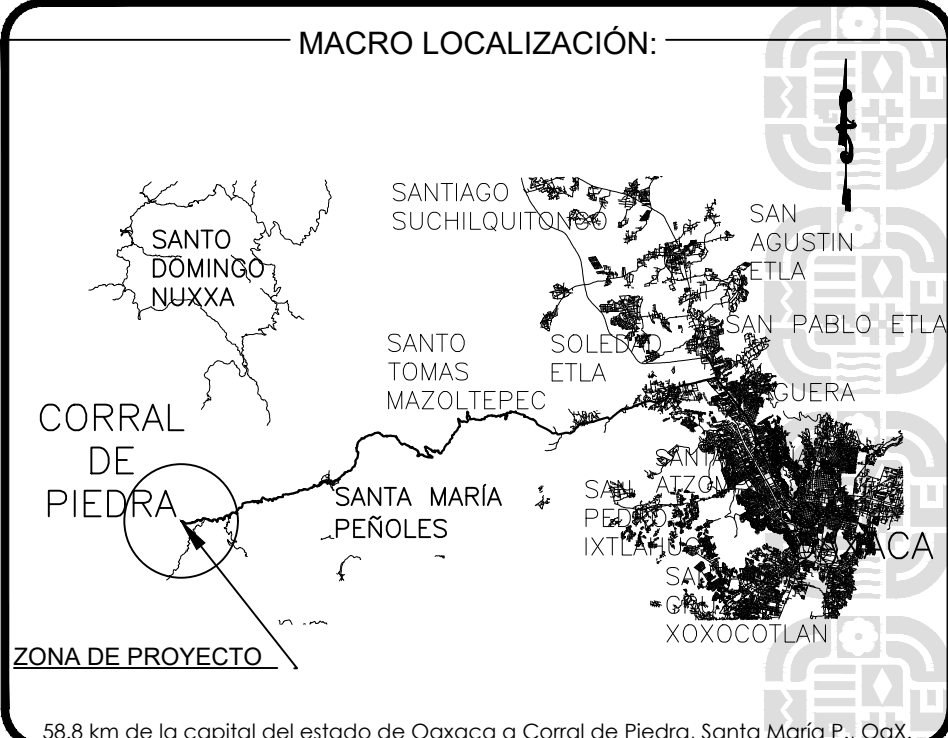 MACRO LOCALIZACIÓN:
SANTIAGO
SUCHILQUITONGO
SAN
AGUSTIN
ETLA
SANTO
DOMINGO
NUXXA
SAN PABLO ETLA
SANTO
TOMAS
MAZOLTEPEC
SOLEDAD
ETLA
GUERA
CORRAL
DE
PIEDRA
SANTA MARÍA
PEÑOLES
SAN
PEDRO
OAXACA
XOXOCOTLAN
ZONA DE PROYECTO
58.8 km de la capital del estado de Oaxaca a Corral de Piedra, Santa María P., OaX.